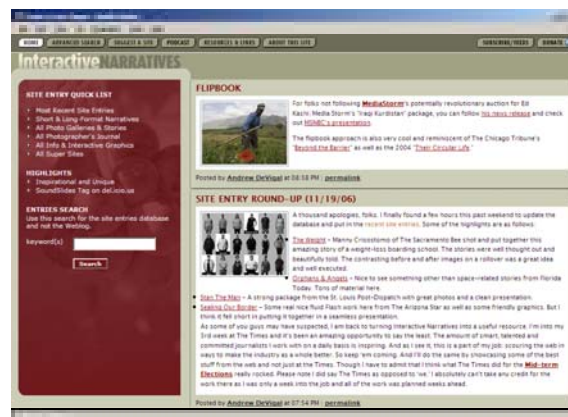 HOME
ADVANCED SEARCH
SUGGEST A SITE
PODCAST
RESOURCES & LINKS
ABOUT THIS SITE
SUBSCRIBE/FEEDS
DONATE
InteractiveNARRATIVES
SITE ENTRY QUICK LIST
Most Recent Site Entries
Short & Long-Format Narratives
All Photo Galleries & Stories
All Photographer's Journal
All Info & Interactive Graphics
All Super Sites
HIGHLIGHTS
Inspirational and Unique
SoundSlides Tag on del.icio.us
ENTRIES SEARCH
Use this search for the site entries database
and not the Weblog.
keyword(s)
Search
FLIPBOOK
For folks not following MediaStorm's potentially revolutionary auction for Ed
Kashi, Media Storm's "Iraqi Kurdistan" package, you can follow his news release and check
out MSNBC's presentation.
The flipbook approach is also very cool and reminiscent of The Chicago Tribune's
"Beyond the Barrier" as well as the 2004 "Their Circular Life."
Posted by Andrew DeVigal at 08:58 PM | permalink
SITE ENTRY ROUND-UP (11/19/06)
A thousand apologies, folks. I finally found a few hours this past weekend to update the
database and put in the recent site entries. Some of the highlights are as follows:
The Weight - Manny Crisostomo of The Sacramento Bee shot and put together this
amazing story of a weight-loss boarding school. The stories were well thought out and
beautifully told. The contrasting before and after images on a rollover was a great idea
and well executed.
Orphans & Angels - Nice to see something other than space-related stories from Florida
Today. Tons of material here.
Stan The Man - A strong package from the St. Louis Post-Dispatch with great photos and a clean presentation.
Sealing Our Border - Some real nice fluid Flash work here from The Arizona Star as well as some friendly graphics. But I
think it fell short in putting it together in a seamless presentation.
As some of you guys may have suspected, I am back to turning Interactive Narratives into a useful resource. I'm into my
3rd week at The Times and it's been an amazing opportunity to say the least. The amount of smart, talented and
committed journalists I work with on a daily basis is inspiring. And as I see it, this is a part of my job: scouring the web in
ways to make the industry as a whole better. So keep 'em coming. And I'll do the same by showcasing some of the best
stuff from the web and not just at the Times. Though I have to admit that I think what The Times did for the Mid-term
Elections really rocked. Please note I did say The Times as opposed to 'we.' I absolutely can't take any credit for the
work there as I was only a week into the job and all of the work was planned weeks ahead.
Posted by Andrew DeVigal at 07:54 PM | permalink